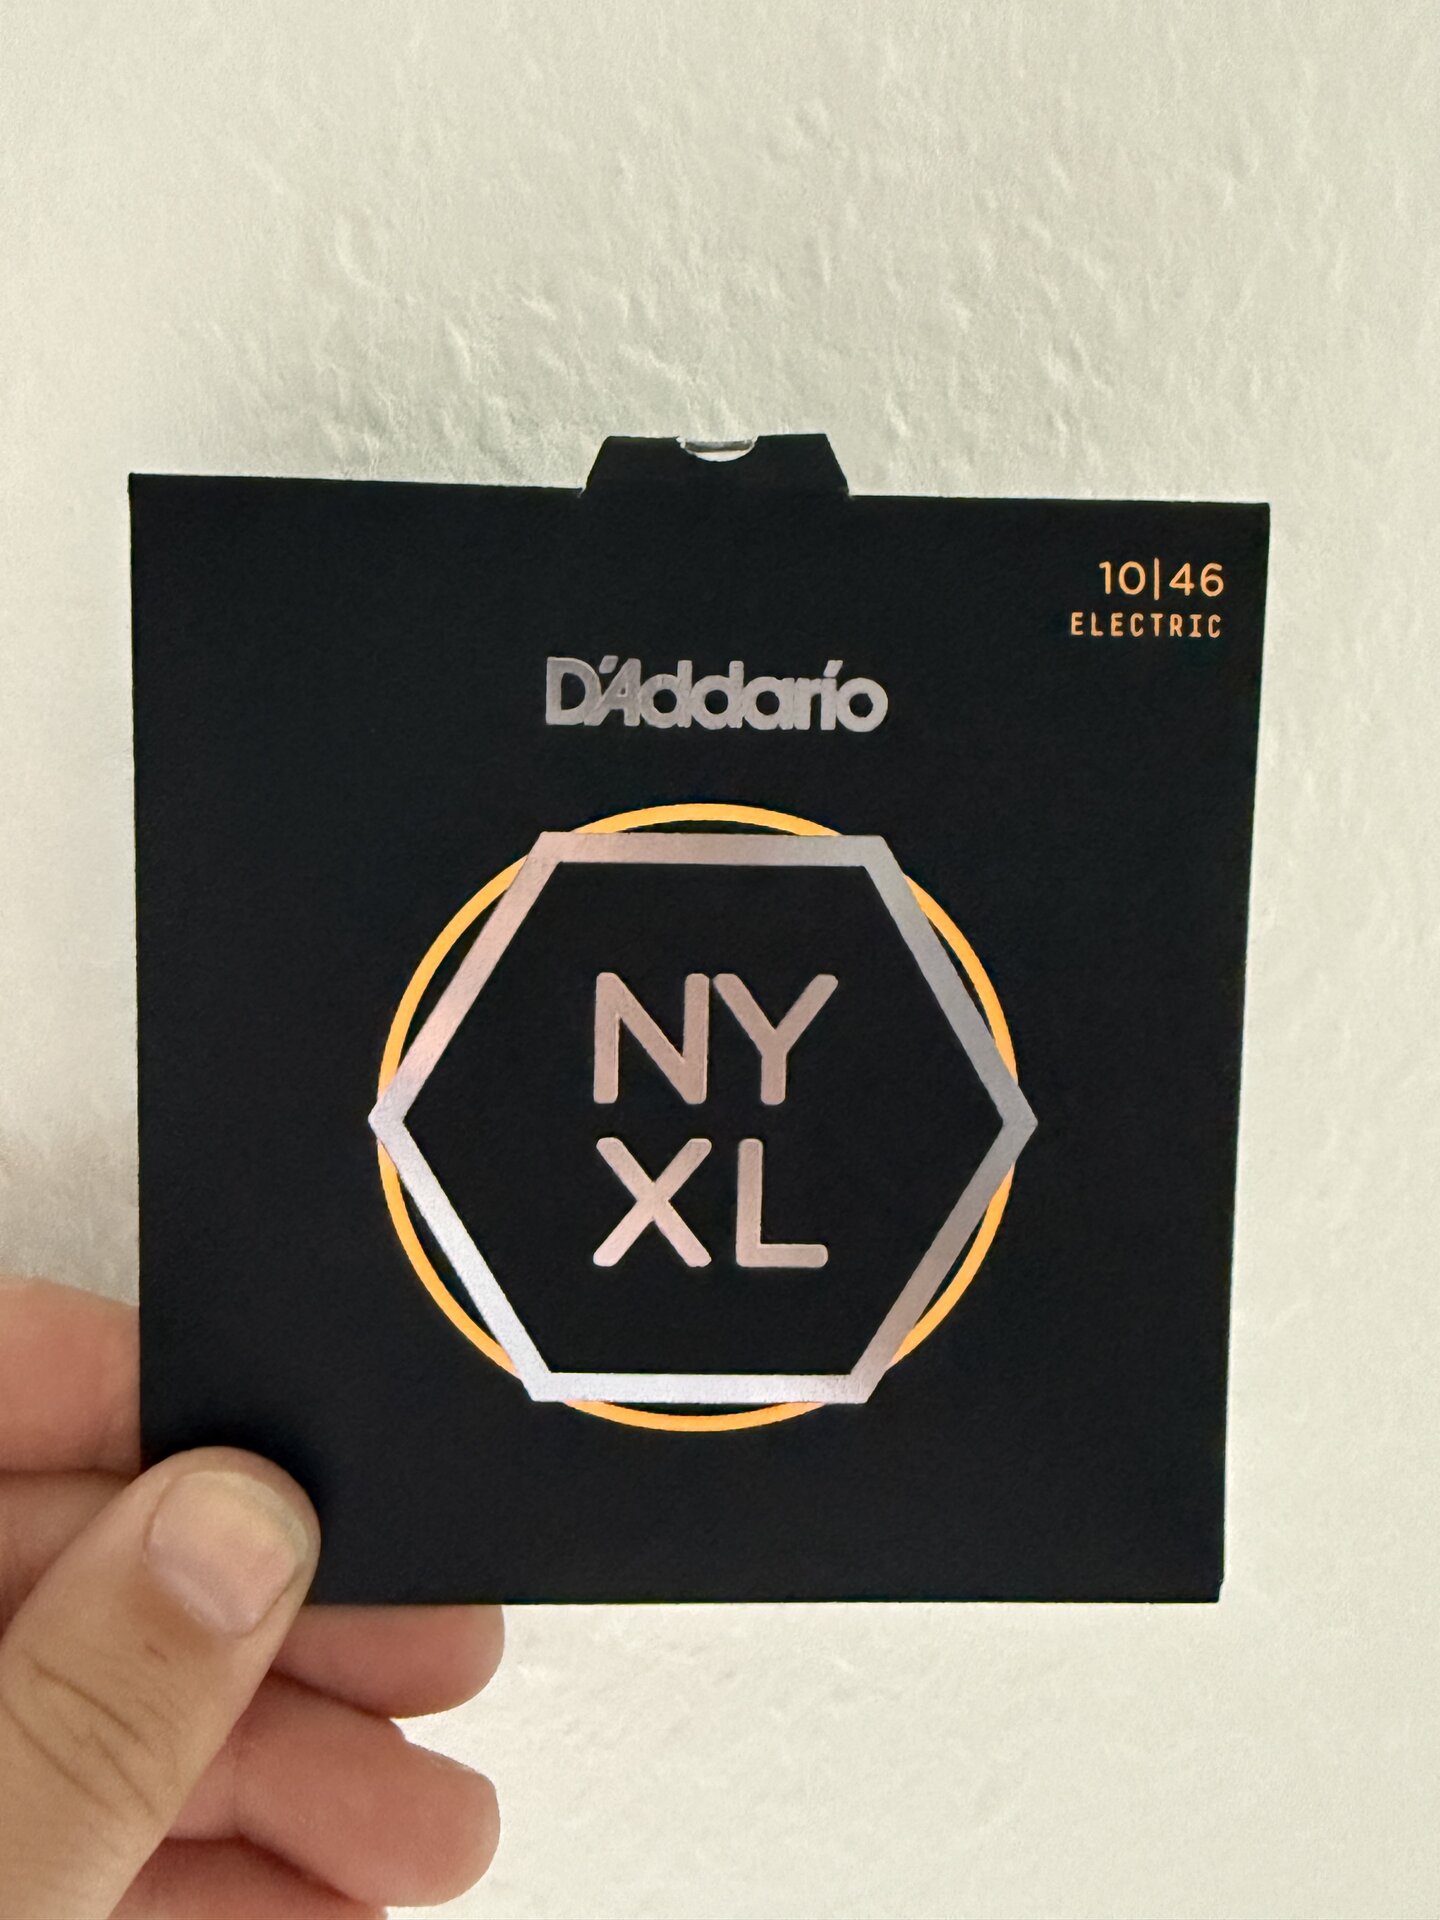 10|46
ELECTRIC
D'Addario
NY
XL